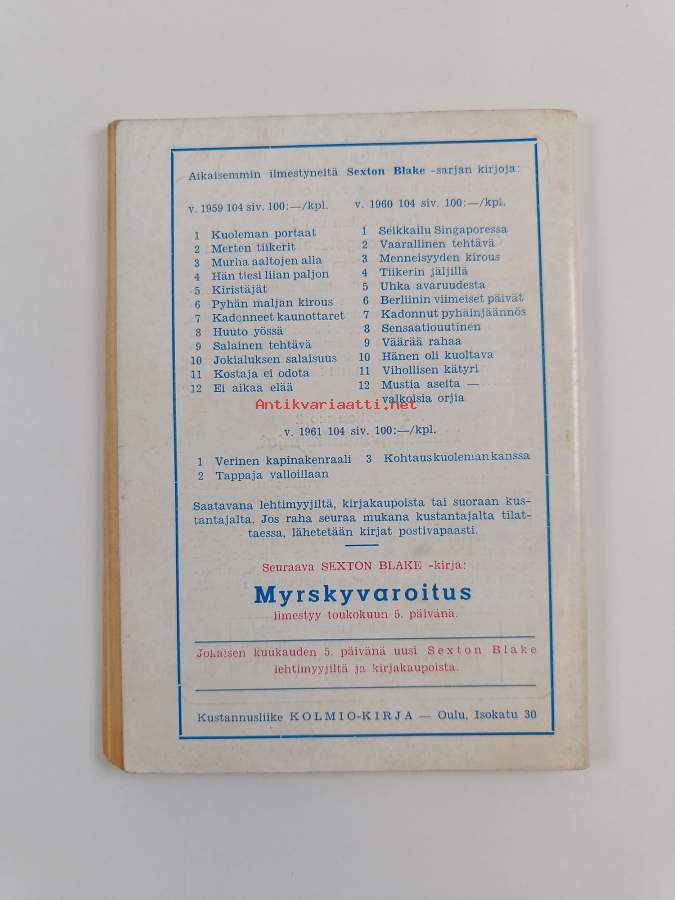 Aikaisemmin ilmestyneitä Sexton Blake -sarjan kirjoja:
v. 1959 104 siv. 100:—/kpl.
1 Kuoleman portaat
2 Merten tiikerit
3 Murha aaltojen alla
4 Hän tiesi liian paljon
5 Kiristäjät
6 Pyhän maljan kirous
7 Kadonneet kaunottaret
8 Huuto yössä
9 Salainen tehtävä
10 Jokialuksen salaisuus
11 Kostaja ei odota
12 Ei aikaa elää
v. 1960 104 siv. 100:—/kpl.
1 Seikkailu Singaporessa
2 Vaarallinen tehtävä
3 Menneisyyden kirous
4 Tiikerin jäljillä
5 Uhka avaruudesta
6 Berliinin viimeiset päivät
7 Kadonnut pyhäinjäännös
8 Sensaatiouutinen
9 Väärää rahaa
10 Hänen oli kuoltava
11 Vihollisen kätyri
12 Mustia aseita —
valkoisia orjia
Antikvariaatti.net
v. 1961 104 siv. 100:—/kpl.
1 Verinen kapinakenraali
2 Tappaja valloillaan
3 Kohtaus kuoleman kanssa
Saatavana lehtimyyjiltä, kirjakaupoista tai suoraan kus-
tantajalta. Jos raha seuraa mukana kustantajalta tilat-
taessa, lähetetään kirjat postivapaasti.
Seuraava SEXTON BLAKE -kirja:
Myrskyvaroitus
ilmestyy toukokuun 5. päivänä.
Jokaisen kuukauden 5. päivänä uusi Sexton Blake
lehtimyyjiltä ja kirjakaupoista.
Kustannusliike KOLMIO-KIRJA — Oulu, Isokatu 30